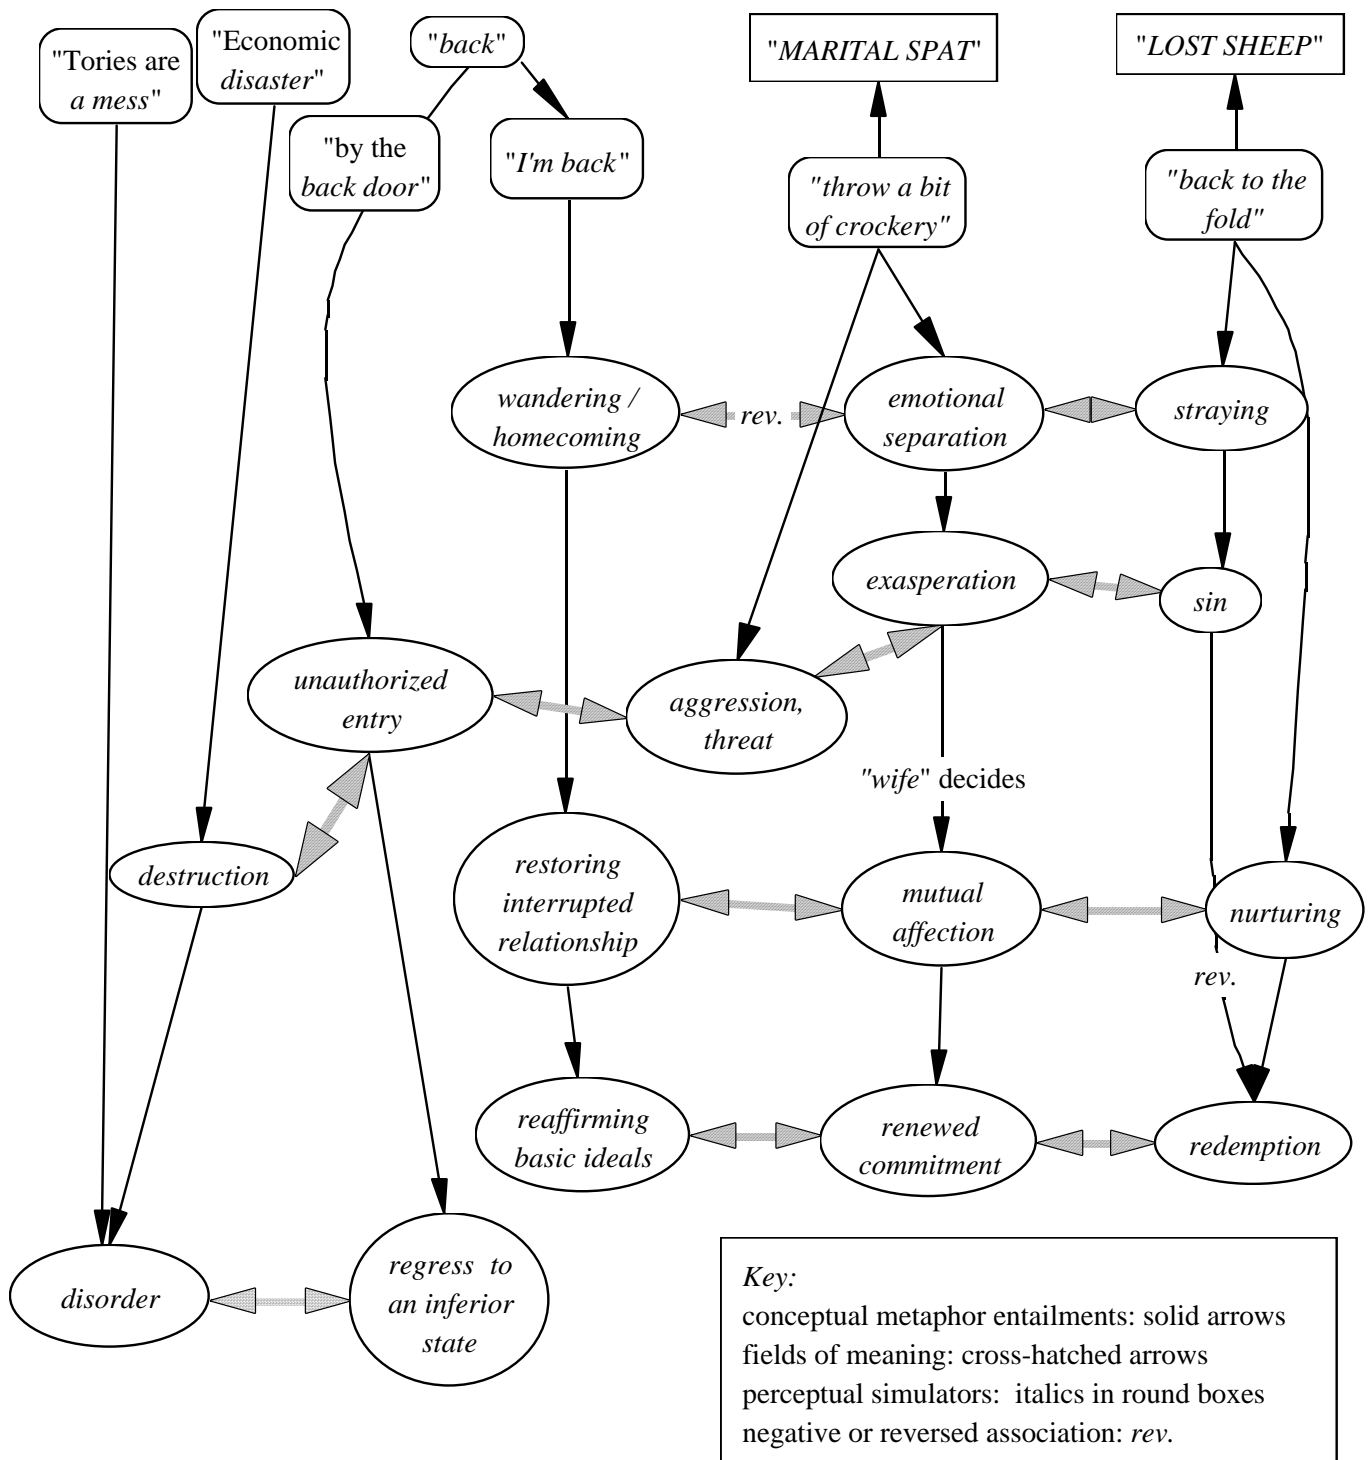 "Tories are
a mess"
"Economic
disaster"
"back"
"MARITAL SPAT"
"LOST SHEEP"
"by the
back door"
"I'm back"
"throw a bit
of crockery"
"back to the
fold"
wandering /
homecoming
rev.
emotional
separation
straying
exasperation
sin
unauthorized
entry
aggression,
threat
"wife" decides
destruction
restoring
interrupted
relationship
mutual
affection
nurturing
rev.
reaffirming
basic ideals
renewed
commitment
redemption
disorder
regress to
an inferior
state
Key:
conceptual metaphor entailments: solid arrows
fields of meaning: cross-hatched arrows
perceptual simulators: italics in round boxes
negative or reversed association: rev.